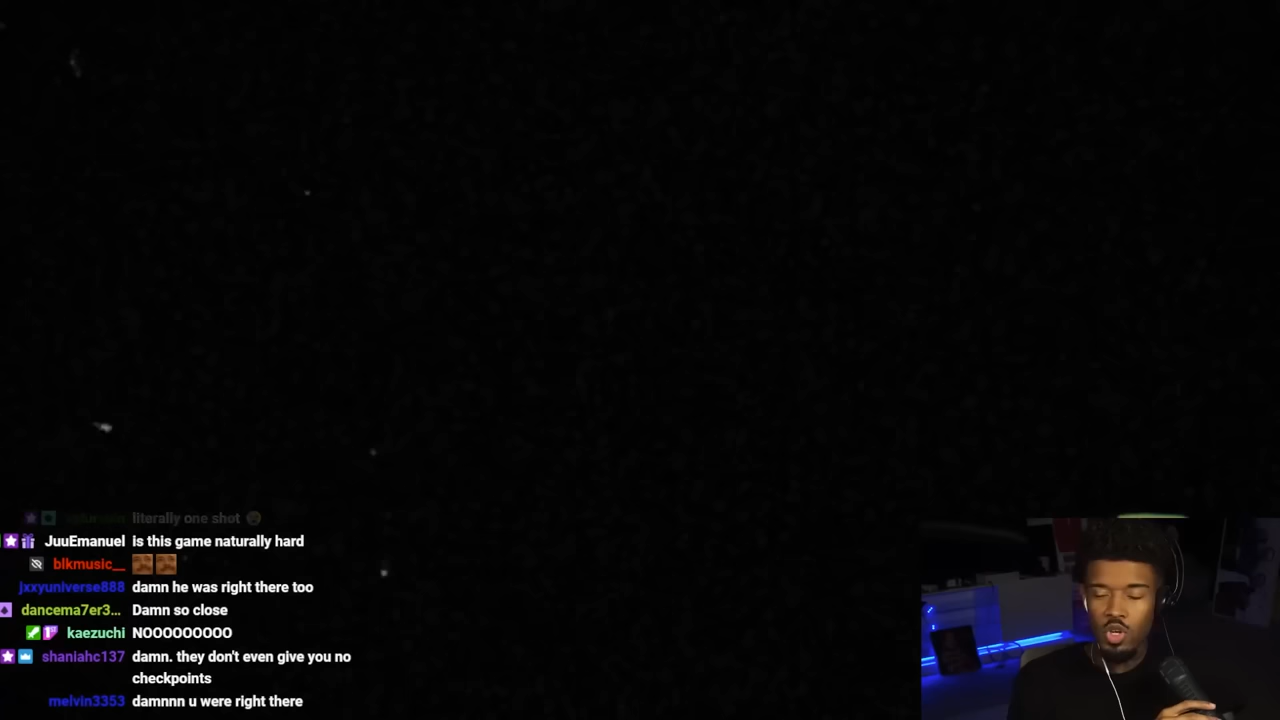 literally one shot
JuuEmanuel is this game naturally hard
blkmusic__
jxxyuniverse888 damn he was right there too
dancema7er3... Damn so close
kaezuchi NOOOOOOOOO
shaniahc137 damn. they don't even give you no
checkpoints
melvin3353 damnnn u were right there